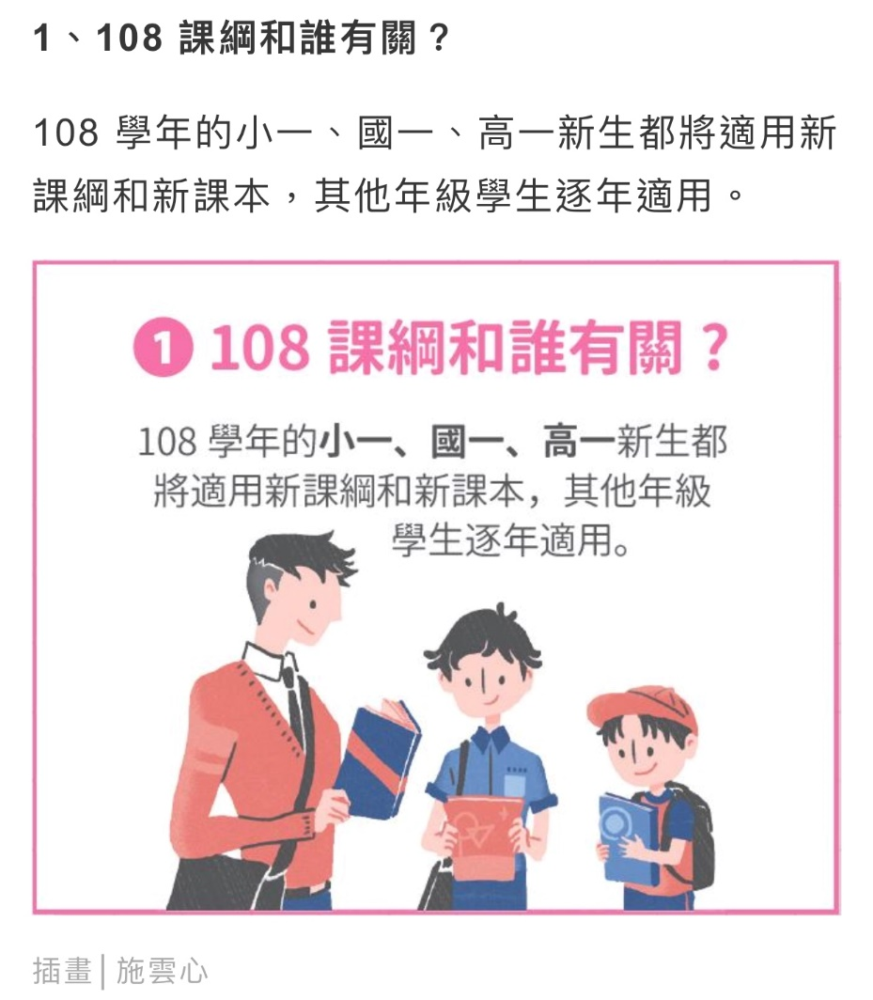 1、108 課綱和誰有關？
108 學年的小一、國一、高一新生都將適用新
課綱和新課本，其他年級學生逐年適用。
1 108 課綱和誰有關？
108 學年的小一、國一、高一新生都
將適用新課綱和新課本，其他年級
學生逐年適用。
插畫│施雲心